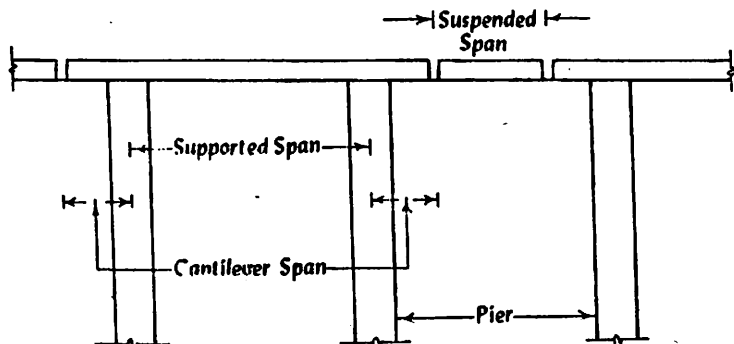 Suspended
Span
Supported Span
Cantilever Span
Pier